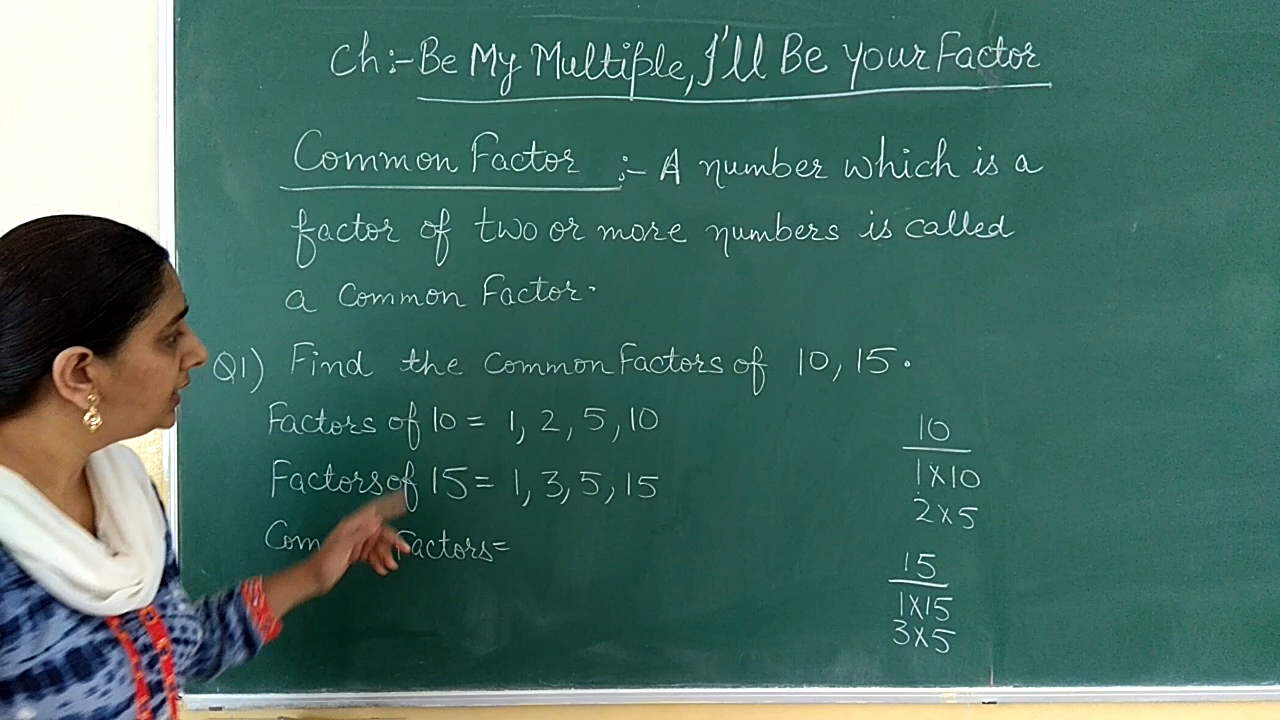 Ch:- Be My Multiple, I'll Be Your Factor
Common Factor :- A number which is a
factor of two or more numbers is called
a Common Factor.
Q1) Find the Common Factors of 10, 15.
Factors of 10 = 1, 2, 5, 10
Factors of 15 = 1, 3, 5, 15
Com Factors=
10
1x10
2x5
15
1x15
3x5